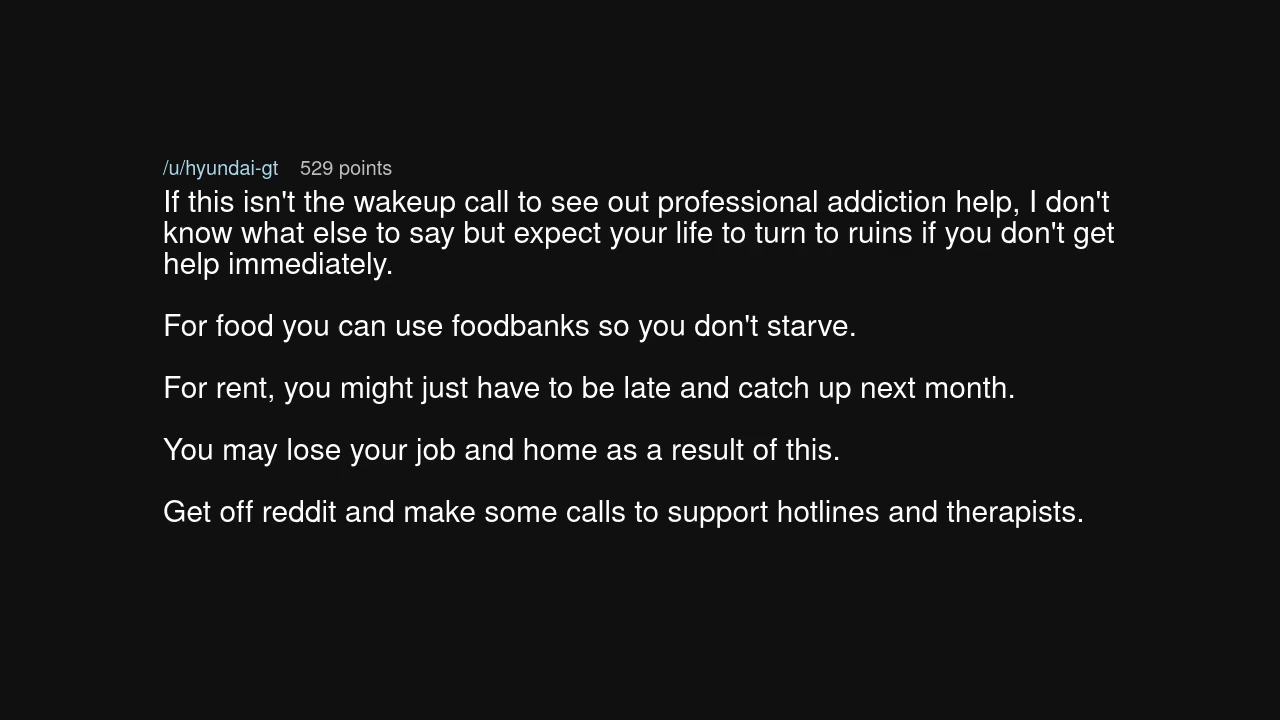 /u/hyundai-gt 529 points
If this isn't the wakeup call to see out professional addiction help, I don't
know what else to say but expect your life to turn to ruins if you don't get
help immediately.
For food you can use foodbanks so you don't starve.
For rent, you might just have to be late and catch up next month.
You may lose your job and home as a result of this.
Get off reddit and make some calls to support hotlines and therapists.